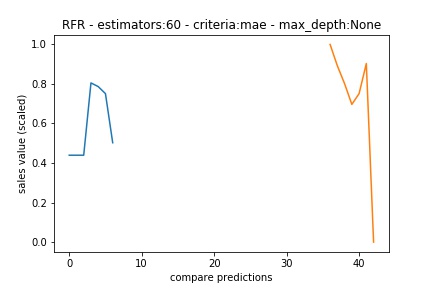 RFR - estimators:60 - criteria:mae - max_depth:None
1.0
0.8
0.6
0.4
0.2
0.0
sales value (scaled)
0 10 20 30 40
compare predictions